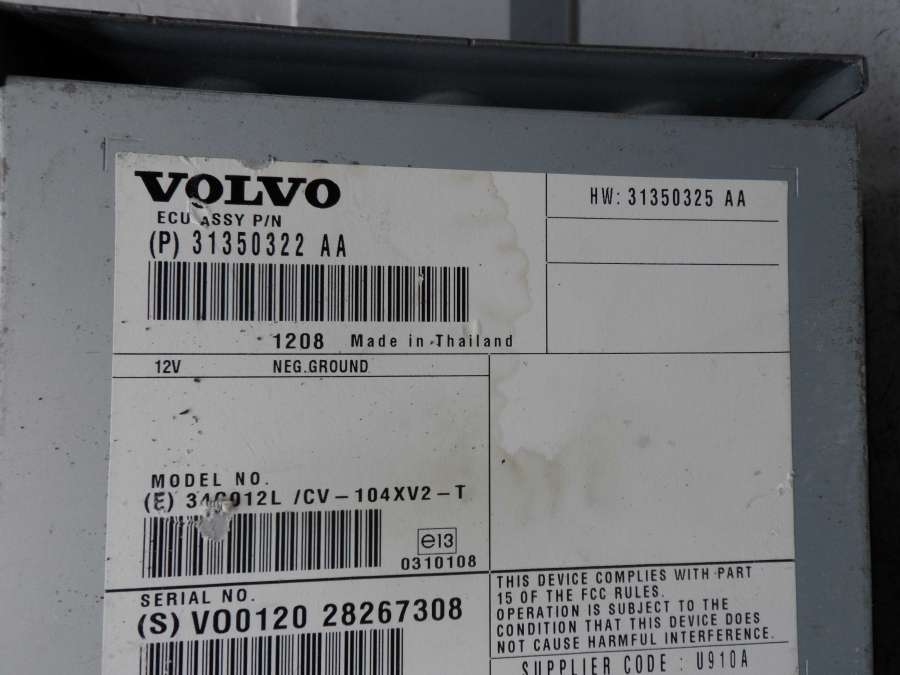 VOLVO
HW: 31350325 AA
ECU ASSY P/N
(P) 31350322 AA
1208 Made in Thailand
12V NEG.GROUND
MODEL NO.
(E) /CV-104XV2-T
e13
0310108
SERIAL NO.
(S) VO0120 28267308
THIS DEVICE COMPLIES WITH PART
15 OF THE FCC RULES.
OPERATION IS SUBJECT TO THE
CONDITION THAT THIS DEVICE DOES
NOT CAUSE HARMFUL INTERFERENCE.
SUPPLIER CODE : U910A